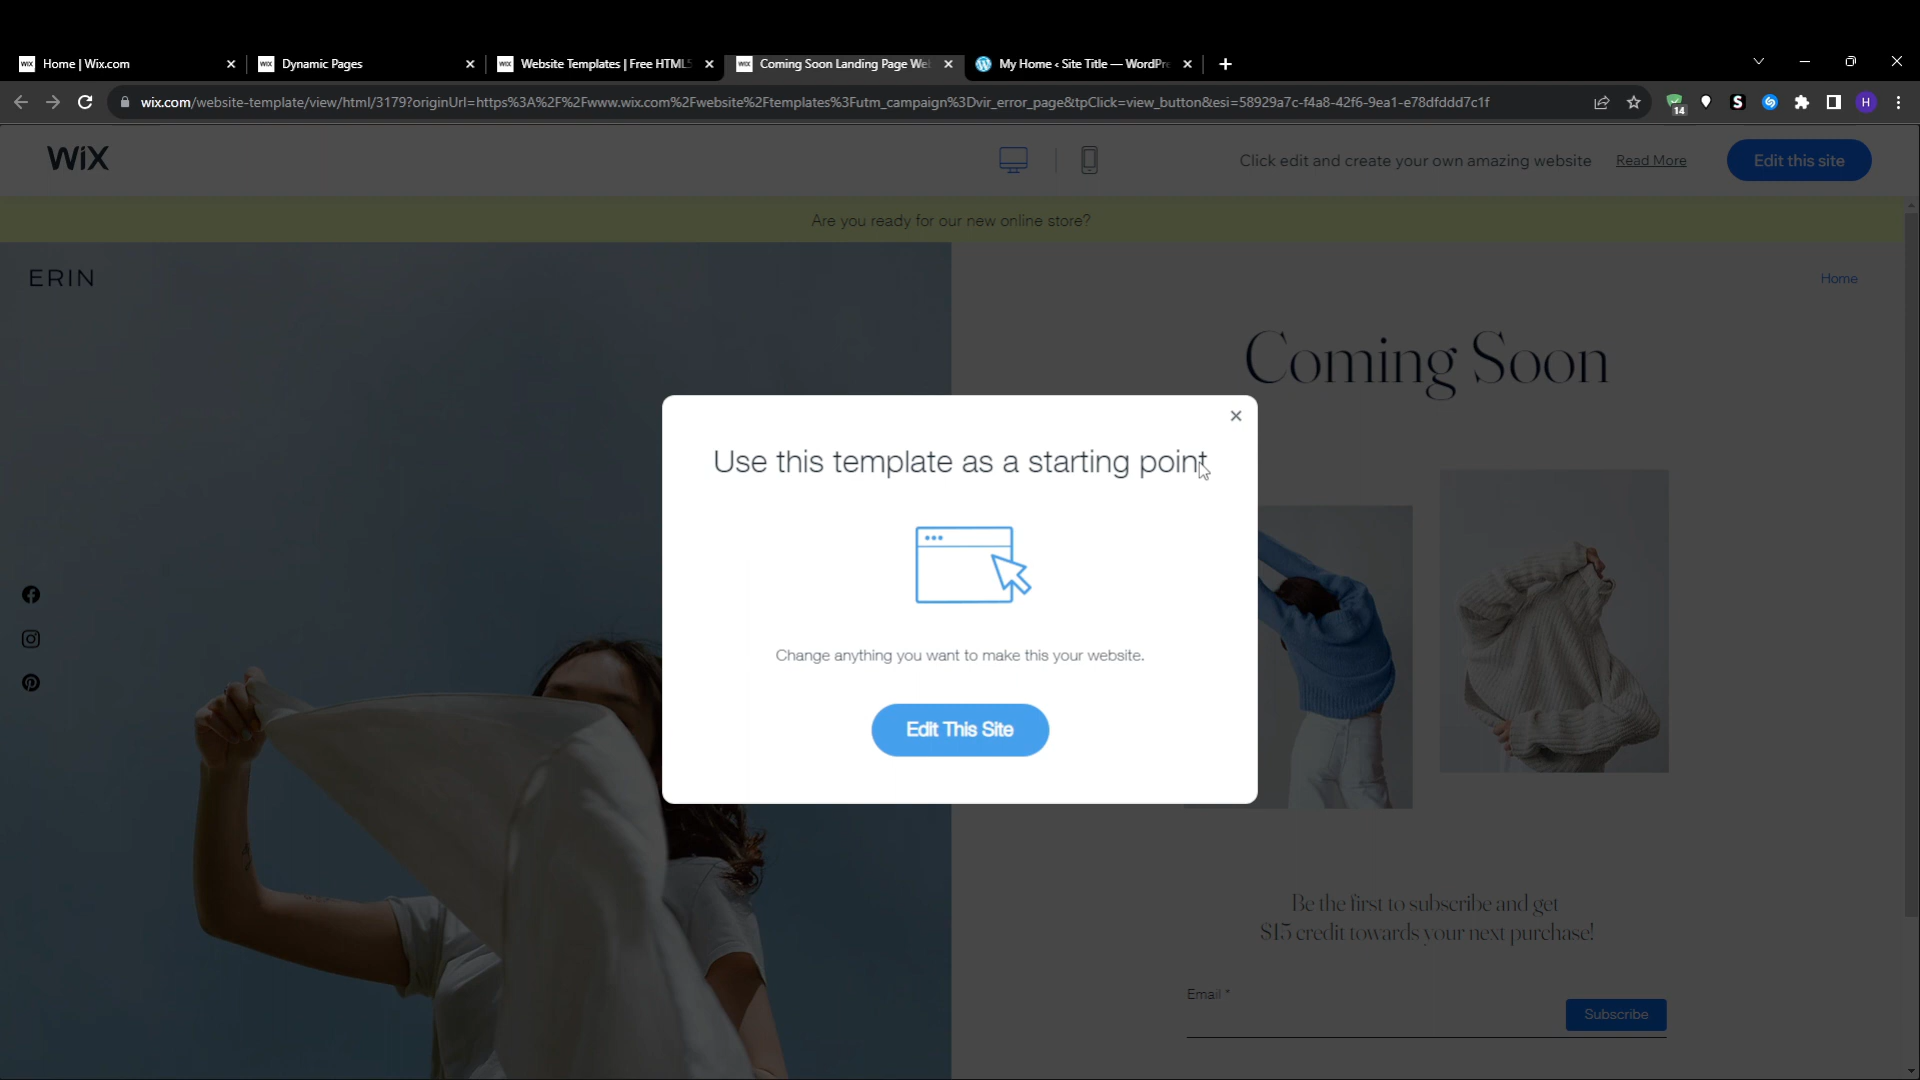 Home | Wix.com
Dynamic Pages
Website Templates | Free HTML5
Coming Soon Landing Page We
My Home ‹ Site Title — WordPre
wix.com/website-template/view/html/3179?originUrl=https%3A%2F%2Fwww.wix.com%2Fwebsite%2Ftemplates%3Futm_campaign%3Dvir_error_page&tpClick=view_button&esi=58929a7c-f4a8-42f6-9ea1-e78dfddd7c1f
14
S
H
WiX
Click edit and create your own amazing website
Read More
Edit this site
Are you ready for our new online store?
ERIN
Home
Coming Soon
Use this template as a starting point
Change anything you want to make this your website.
Edit This Site
Be the first to subscribe and get
$15 credit towards your next purchase!
Email *
Subscribe